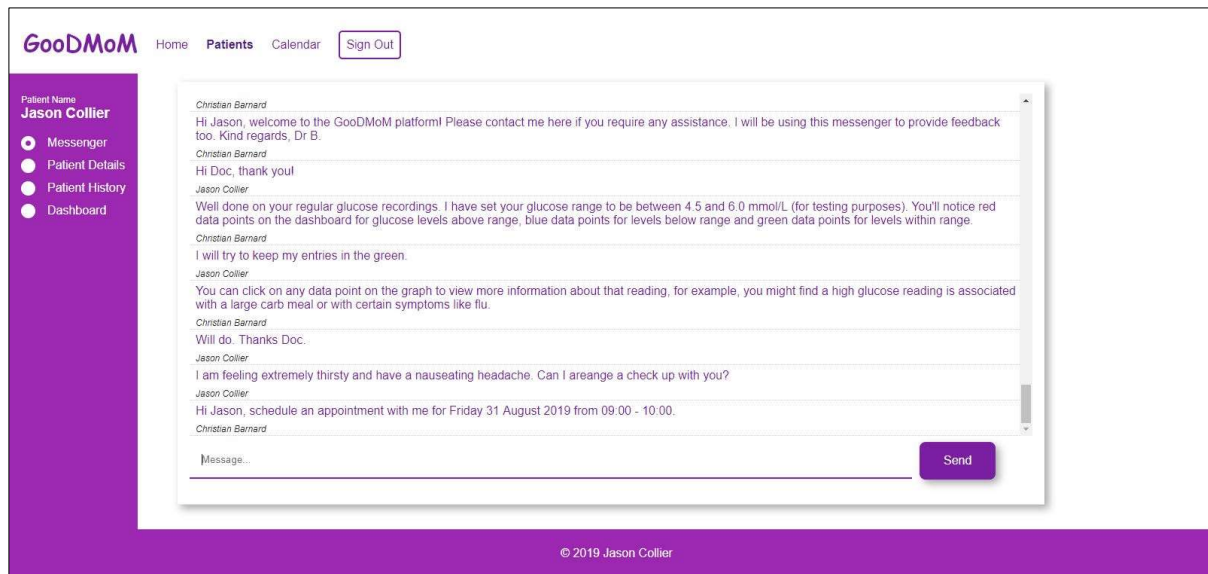 GooDMoM
Home Patients Calendar Sign Out
Patient Name
Jason Collier
Messenger
Patient Details
Patient History
Dashboard
Christian Barnard
Hi Jason, welcome to the GooDMoM platform! Please contact me here if you require any assistance. I will be using this messenger to provide feedback
too. Kind regards, Dr B.
Christian Barnard
Hi Doc, thank you!
Jason Collier
Well done on your regular glucose recordings. I have set your glucose range to be between 4.5 and 6.0 mmol/L (for testing purposes). You'll notice red
data points on the dashboard for glucose levels above range, blue data points for levels below range and green data points for levels within range.
Christian Barnard
I will try to keep my entries in the green.
Jason Collier
You can click on any data point on the graph to view more information about that reading, for example, you might find a high glucose reading is associated
with a large carb meal or with certain symptoms like flu.
Christian Barnard
Will do. Thanks Doc.
Jason Collier
I am feeling extremely thirsty and have a nauseating headache. Can I areange a check up with you?
Jason Collier
Hi Jason, schedule an appointment with me for Friday 31 August 2019 from 09:00 - 10:00.
Christian Barnard
Message...
Send
© 2019 Jason Collier